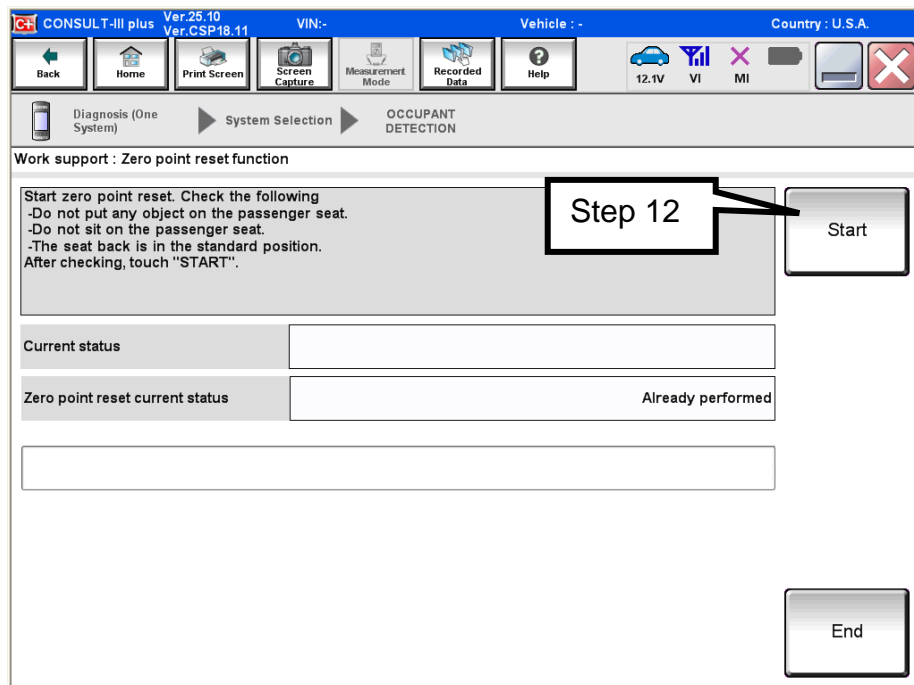 CONSULT-III plus Ver.25.10 Ver.CSP18.11 VIN:- Vehicle : - Country : U.S.A.
Back Home Print Screen Screen Capture Measurement Mode Recorded Data Help 12.1V VI MI
Diagnosis (One System) System Selection OCCUPANT DETECTION
Work support : Zero point reset function
Start zero point reset. Check the following
-Do not put any object on the passenger seat.
-Do not sit on the passenger seat.
-The seat back is in the standard position.
After checking, touch "START".
Step 12
Start
Current status
Zero point reset current status Already performed
End